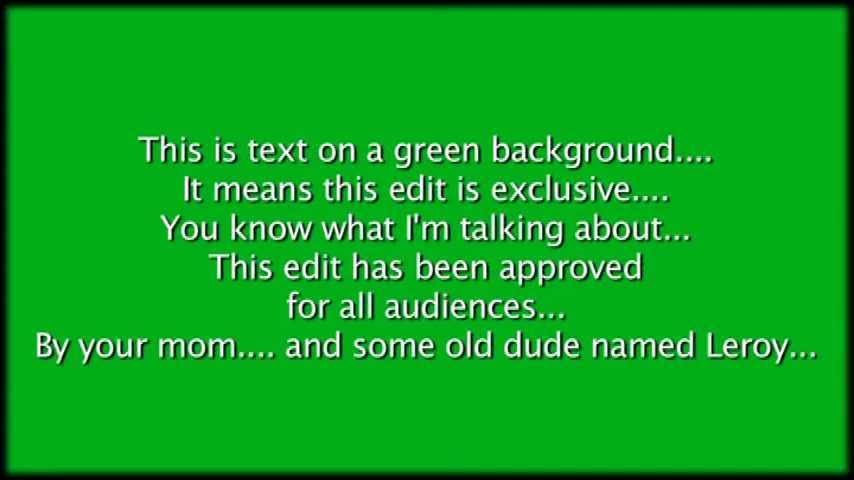 This is text on a green background....
It means this edit is exclusive....
You know what I'm talking about...
This edit has been approved
for all audiences...
By your mom.... and some old dude named Leroy...